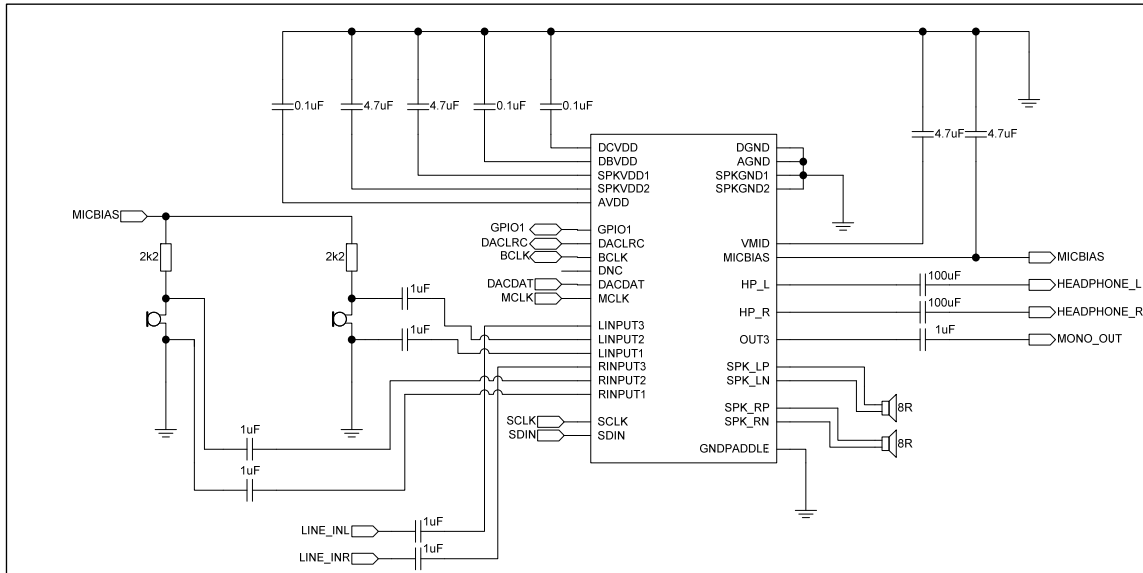 0.1uF 4.7uF 4.7uF 0.1uF 0.1uF 4.7uF 4.7uF
DCVDD DGND
DBVDD AGND
SPKVDD1 SPKGND1
SPKVDD2 SPKGND2
AVDD
MICBIAS
GPIO1 GPIO1
DACLRC DACLRC VMID
BCLK BCLK MICBIAS MICBIAS
2k2 2k2
DNC
DACDAT DACDAT HP_L 100uF HEADPHONE_L
MCLK MCLK
1uF
HP_R 100uF HEADPHONE_R
LINPUT3
1uF
LINPUT2 OUT3 1uF MONO_OUT
LINPUT1
RINPUT3 SPK_LP
RINPUT2 SPK_LN
RINPUT1
8R
SPK_RP
SCLK SCLK SPK_RN
1uF
SDIN SDIN
8R
GNDPADDLE
1uF
LINE_INL 1uF
LINE_INR 1uF